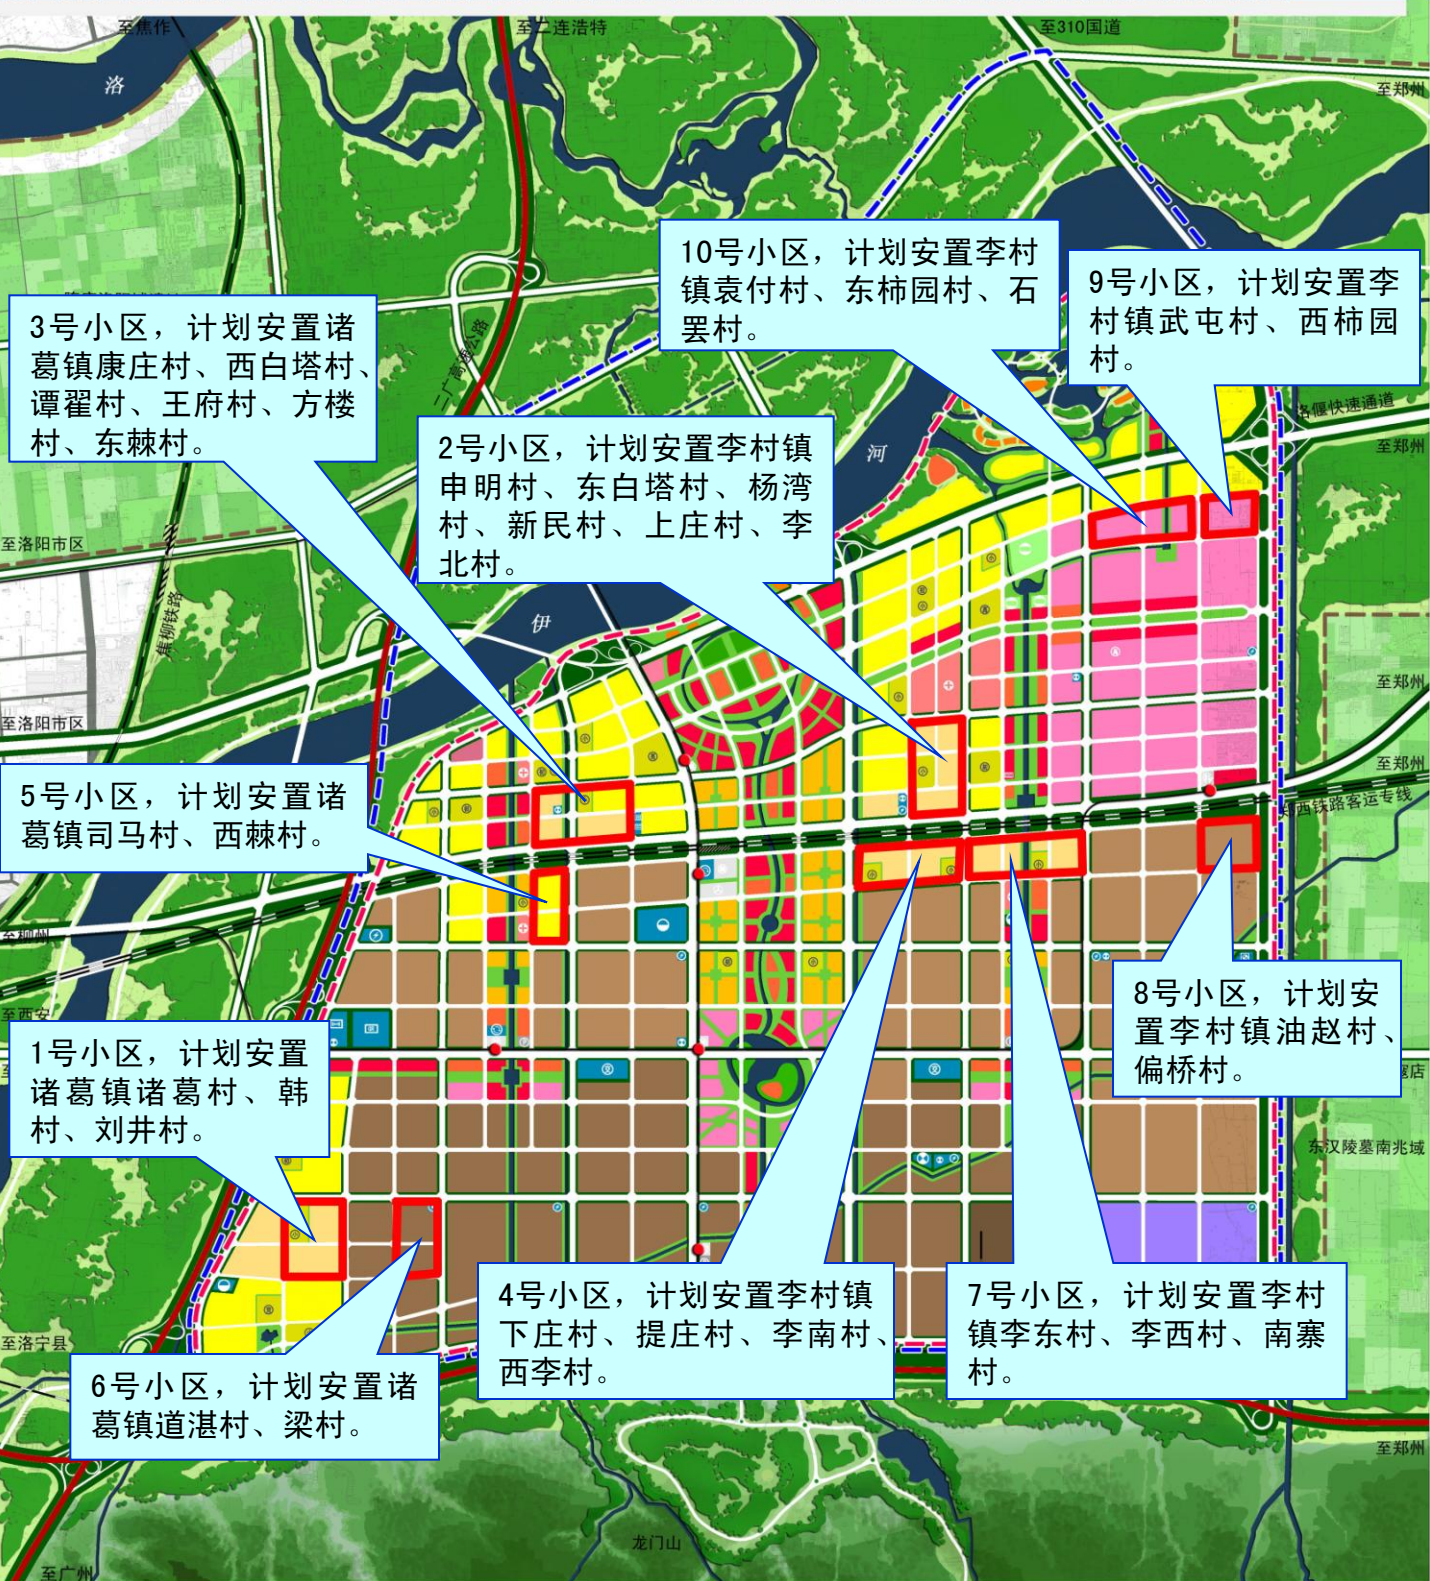 至焦作
至二连浩特
至310国道
洛
至郑州
10号小区，计划安置李村
镇袁付村、东柿园村、石
罢村。
9号小区，计划安置李
村镇武屯村、西柿园
村。
3号小区，计划安置诸
葛镇康庄村、西白塔村、
谭翟村、王府村、方楼
村、东棘村。
二广高速公路
洛偃快速通道
至郑州
2号小区，计划安置李村镇
申明村、东白塔村、杨湾
村、新民村、上庄村、李
北村。
河
至洛阳市区
焦柳铁路
伊
至洛阳市区
至郑州
至郑州
郑西铁路客运专线
5号小区，计划安置诸
葛镇司马村、西棘村。
至柳州
至西安
8号小区，计划安
置李村镇油赵村、
偏桥村。
1号小区，计划安置
诸葛镇诸葛村、韩
村、刘井村。
东汉陵墓南兆域
4号小区，计划安置李村镇
下庄村、提庄村、李南村、
西李村。
7号小区，计划安置李村
镇李东村、李西村、南寨
村。
至洛宁县
6号小区，计划安置诸
葛镇道湛村、梁村。
至郑州
龙门山
至广州